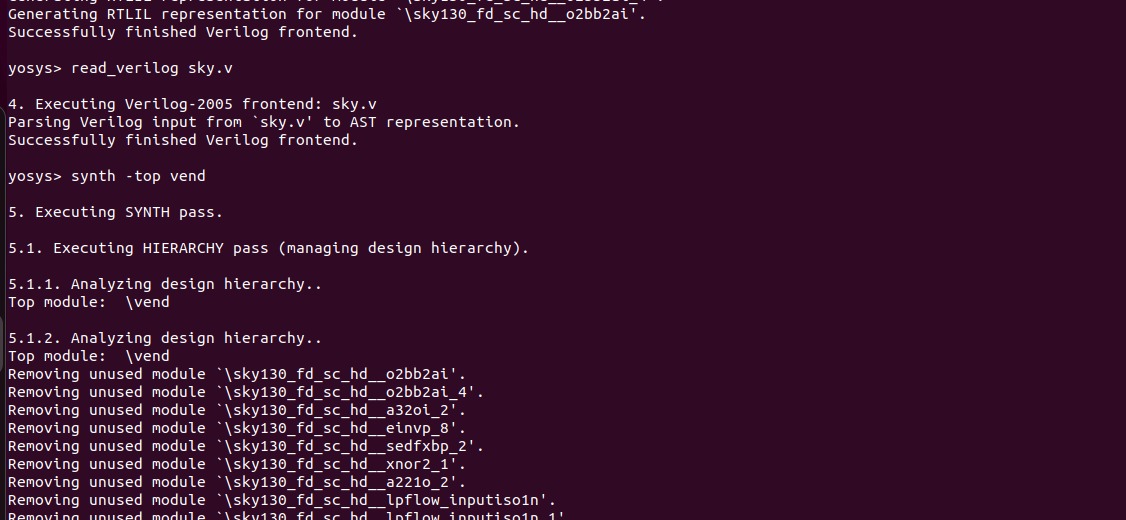 Generating RTLIL representation for module `\sky130_fd_sc_hd__o2bb2ai'.
Successfully finished Verilog frontend.
yosys> read_verilog sky.v
4. Executing Verilog-2005 frontend: sky.v
Parsing Verilog input from `sky.v' to AST representation.
Successfully finished Verilog frontend.
yosys> synth -top vend
5. Executing SYNTH pass.
5.1. Executing HIERARCHY pass (managing design hierarchy).
5.1.1. Analyzing design hierarchy..
Top module:  \vend
5.1.2. Analyzing design hierarchy..
Top module:  \vend
Removing unused module `\sky130_fd_sc_hd__o2bb2ai'.
Removing unused module `\sky130_fd_sc_hd__o2bb2ai_4'.
Removing unused module `\sky130_fd_sc_hd__a32oi_2'.
Removing unused module `\sky130_fd_sc_hd__einvp_8'.
Removing unused module `\sky130_fd_sc_hd__sedfxbp_2'.
Removing unused module `\sky130_fd_sc_hd__xnor2_1'.
Removing unused module `\sky130_fd_sc_hd__a221o_2'.
Removing unused module `\sky130_fd_sc_hd__lpflow_inputiso1n'.
Removing unused module `\sky130_fd_sc_hd__lpflow_inputiso1n_1'